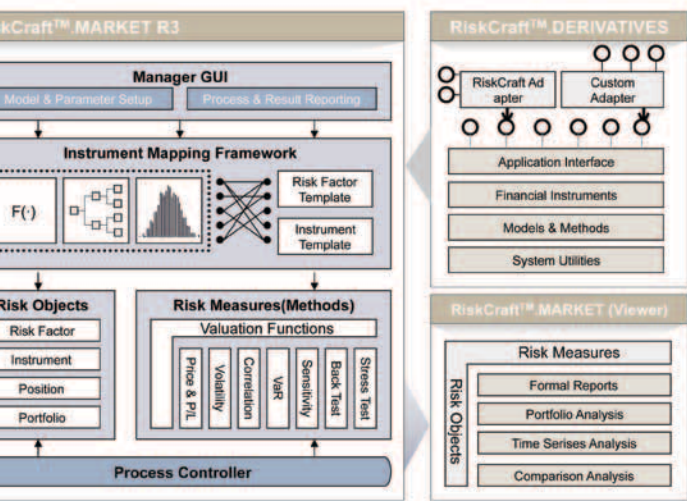 skCraft™.MARKET R3
Manager GUI
Model & Parameter Setup
Process & Result Reporting
Instrument Mapping Framework
F(·)
Risk Factor
Template
Instrument
Template
Risk Objects
Risk Factor
Instrument
Position
Portfolio
Risk Measures(Methods)
Valuation Functions
Price & P/L
Volatility
Correlation
VaR
Sensitivity
Back Test
Stress Test
Process Controller
RiskCraft™.DERIVATIVES
RiskCraft Ad
apter
Custom
Adapter
Application Interface
Financial Instruments
Models & Methods
System Utilities
RiskCraft™.MARKET (Viewer)
Risk Measures
Risk Objects
Formal Reports
Portfolio Analysis
Time Serises Analysis
Comparison Analysis